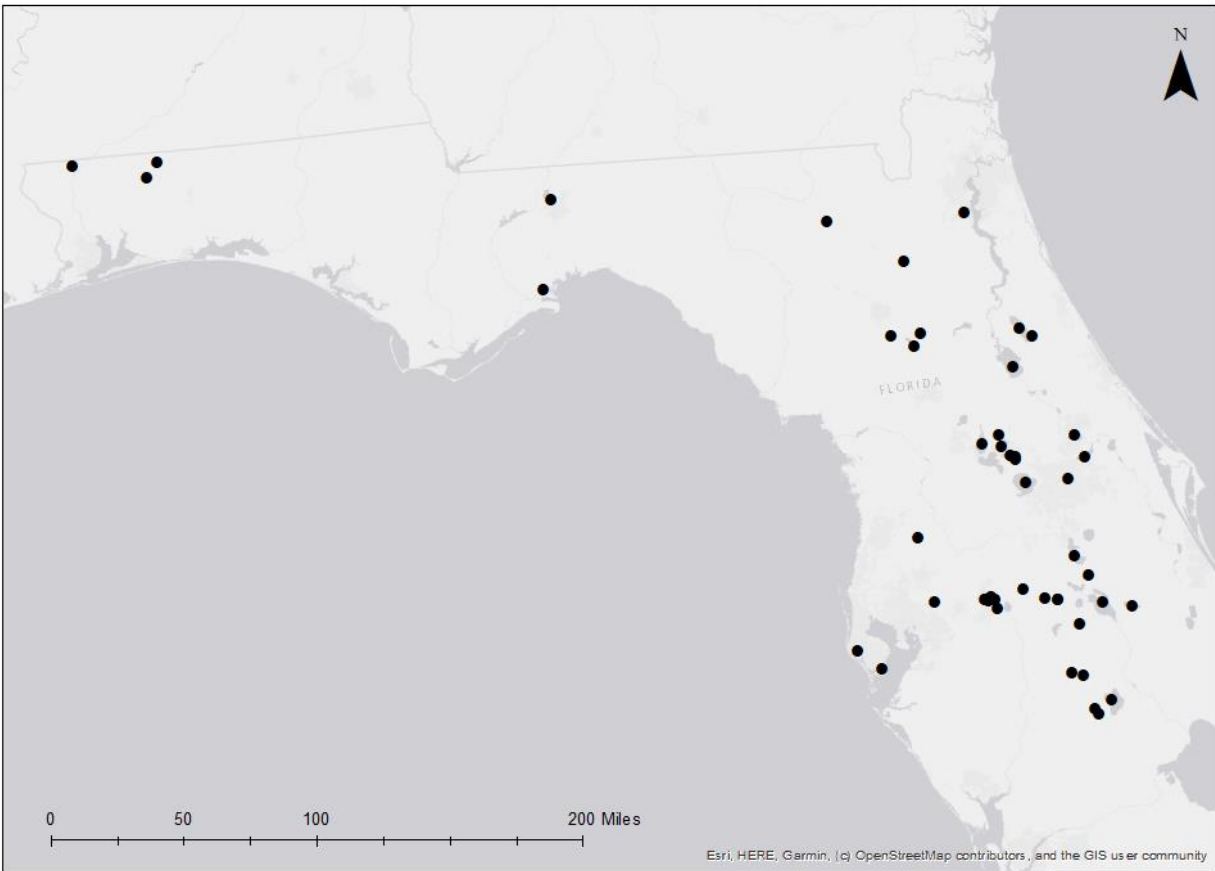 N
FLORIDA
0 50 100 200 Miles
Esri, HERE, Garmin, (c) OpenStreetMap contributors, and the GIS user community